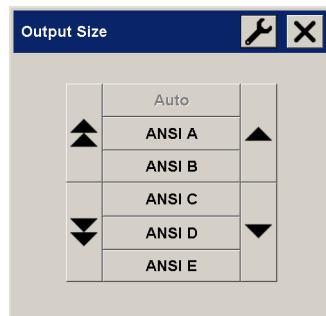 Output Size
Auto
ANSI A
ANSI B
ANSI C
ANSI D
ANSI E